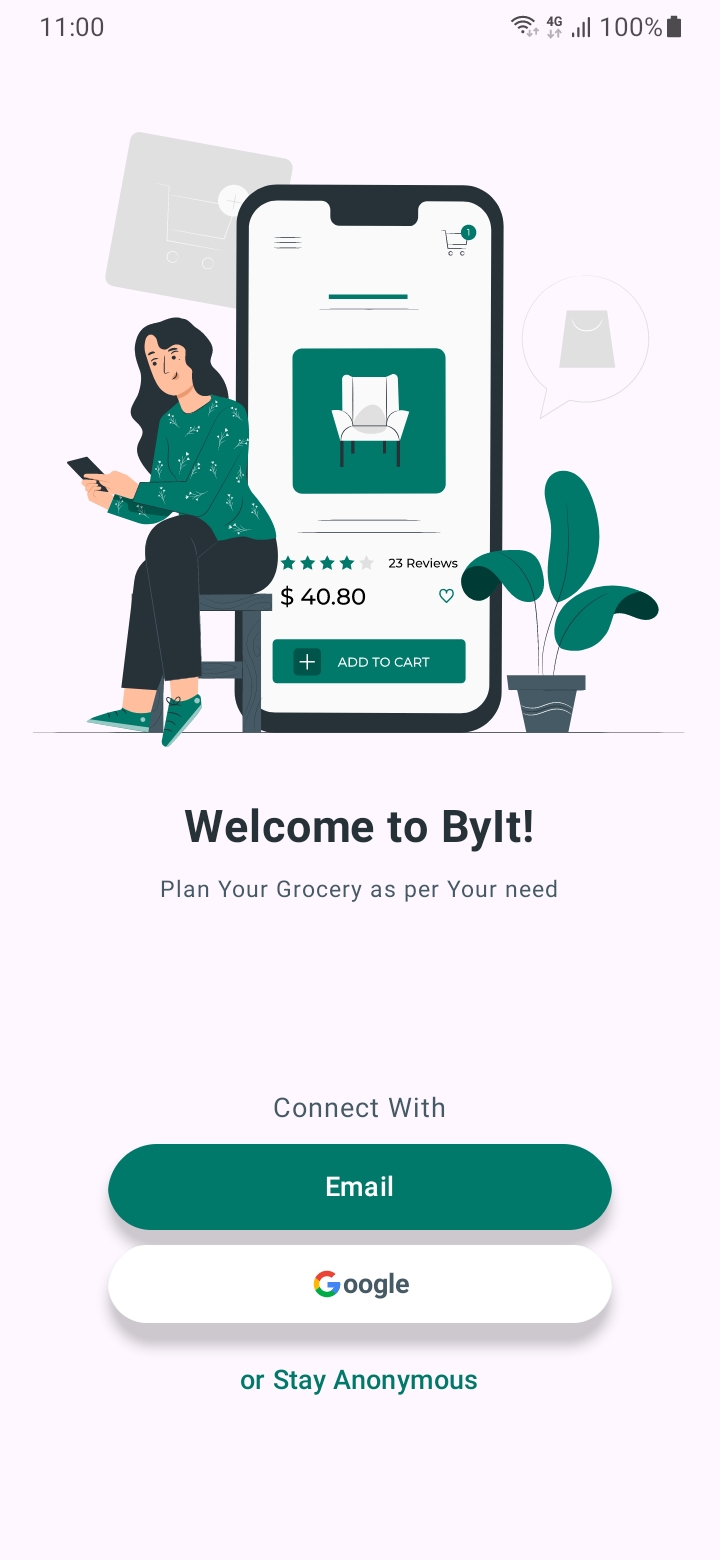 11:00
4G
100%
1
23 Reviews
$ 40.80
ADD TO CART
Welcome to ByIt!
Plan Your Grocery as per Your need
Connect With
Email
Google
or Stay Anonymous